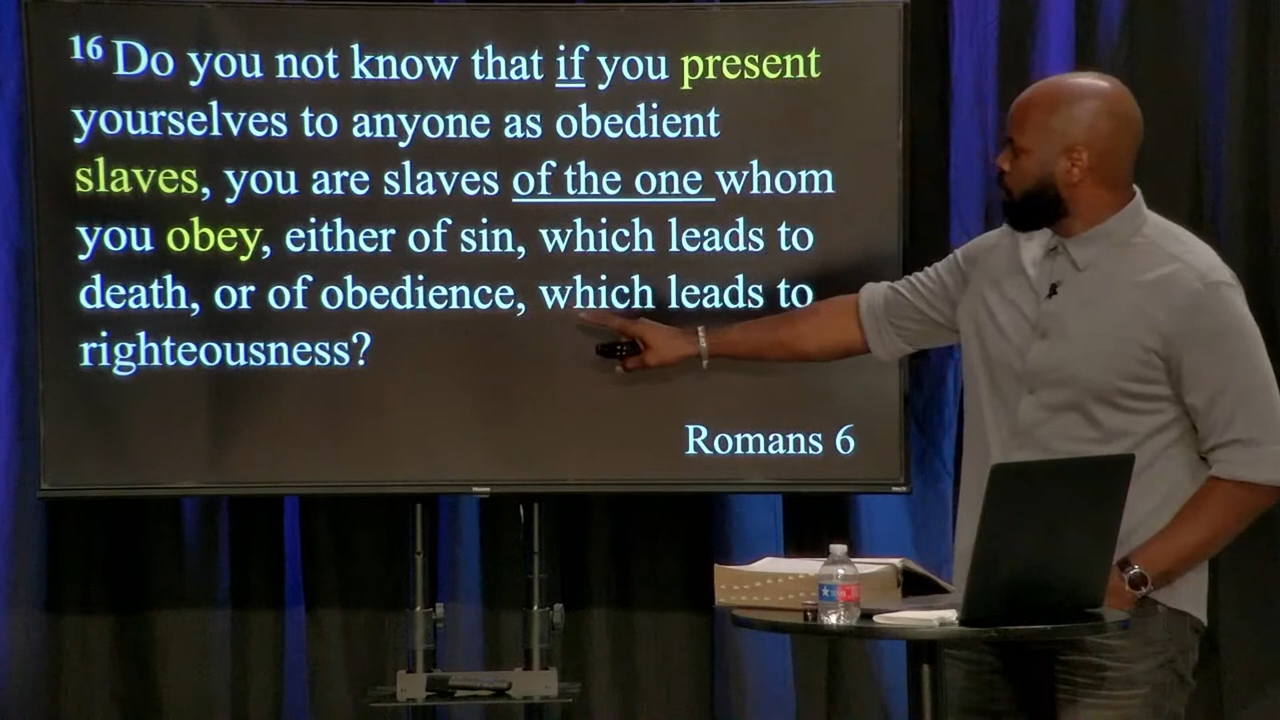 16 Do you not know that if you present
yourselves to anyone as obedient
slaves, you are slaves of the one whom
you obey, either of sin, which leads to
death, or of obedience, which leads to
righteousness?
Romans 6
Hisense